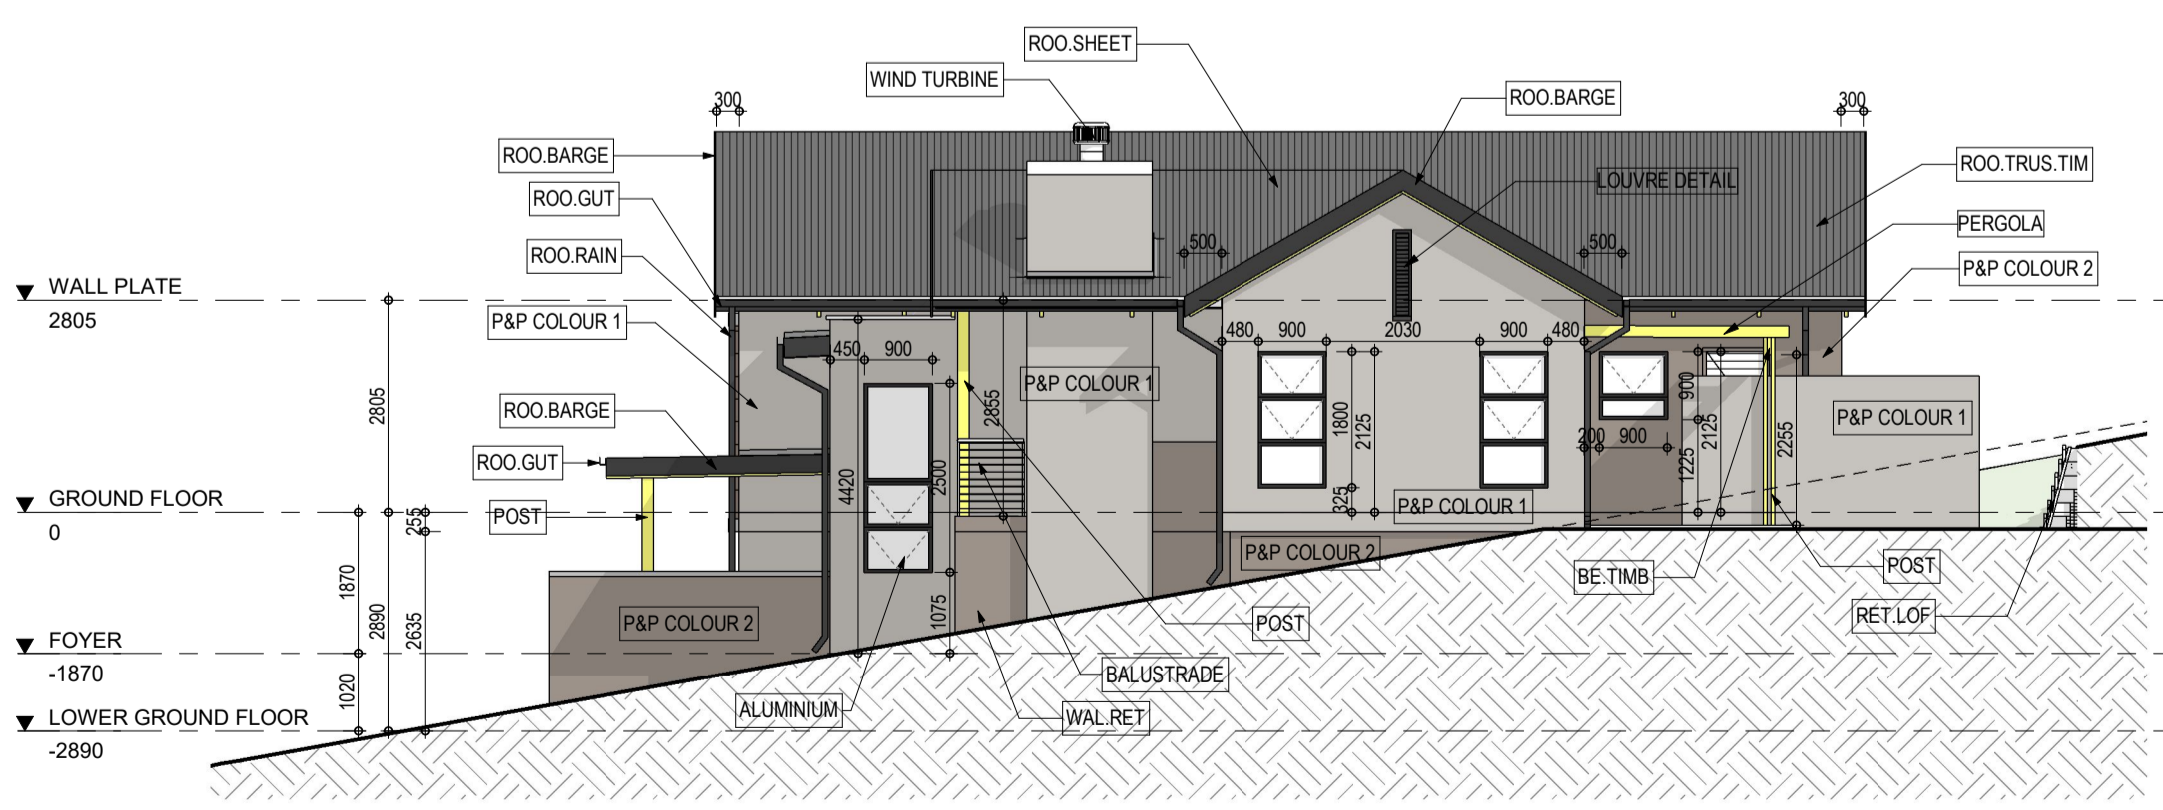 ROO.SHEET
WIND TURBINE
ROO.BARGE
300
300
ROO.BARGE
ROO.TRUS.TIM
LOUVRE DETAIL
ROO.GUT
PERGOLA
ROO.RAIN
500
500
P&P COLOUR 2
WALL PLATE
2805
P&P COLOUR 1
480
900
2030
900
480
450
900
P&P COLOUR 1
2805
2855
1800
2125
900
2125
1225
2255
P&P COLOUR 1
ROO.BARGE
200
900
ROO.GUT
4420
2500
325
P&P COLOUR 1
GROUND FLOOR
0
POST
255
P&P COLOUR 2
1870
2890
2635
BE.TIMB
POST
1075
P&P COLOUR 2
POST
RET.LOF
FOYER
-1870
1020
BALUSTRADE
ALUMINIUM
WAL.RET
LOWER GROUND FLOOR
-2890